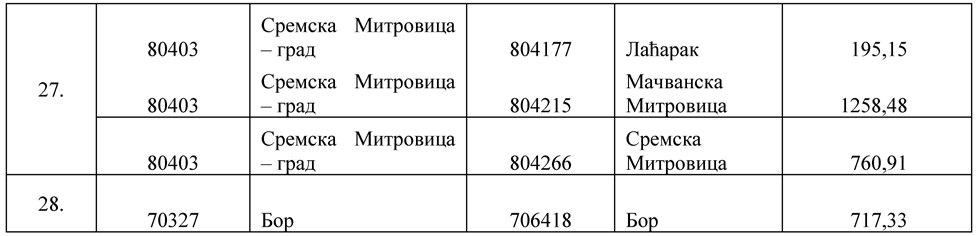 27.
80403 Сремска Митровица – град 804177 Лаћарак 195,15
80403 Сремска Митровица – град 804215 Мачванска Митровица 1258,48
80403 Сремска Митровица – град 804266 Сремска Митровица 760,91
28.
70327 Бор 706418 Бор 717,33